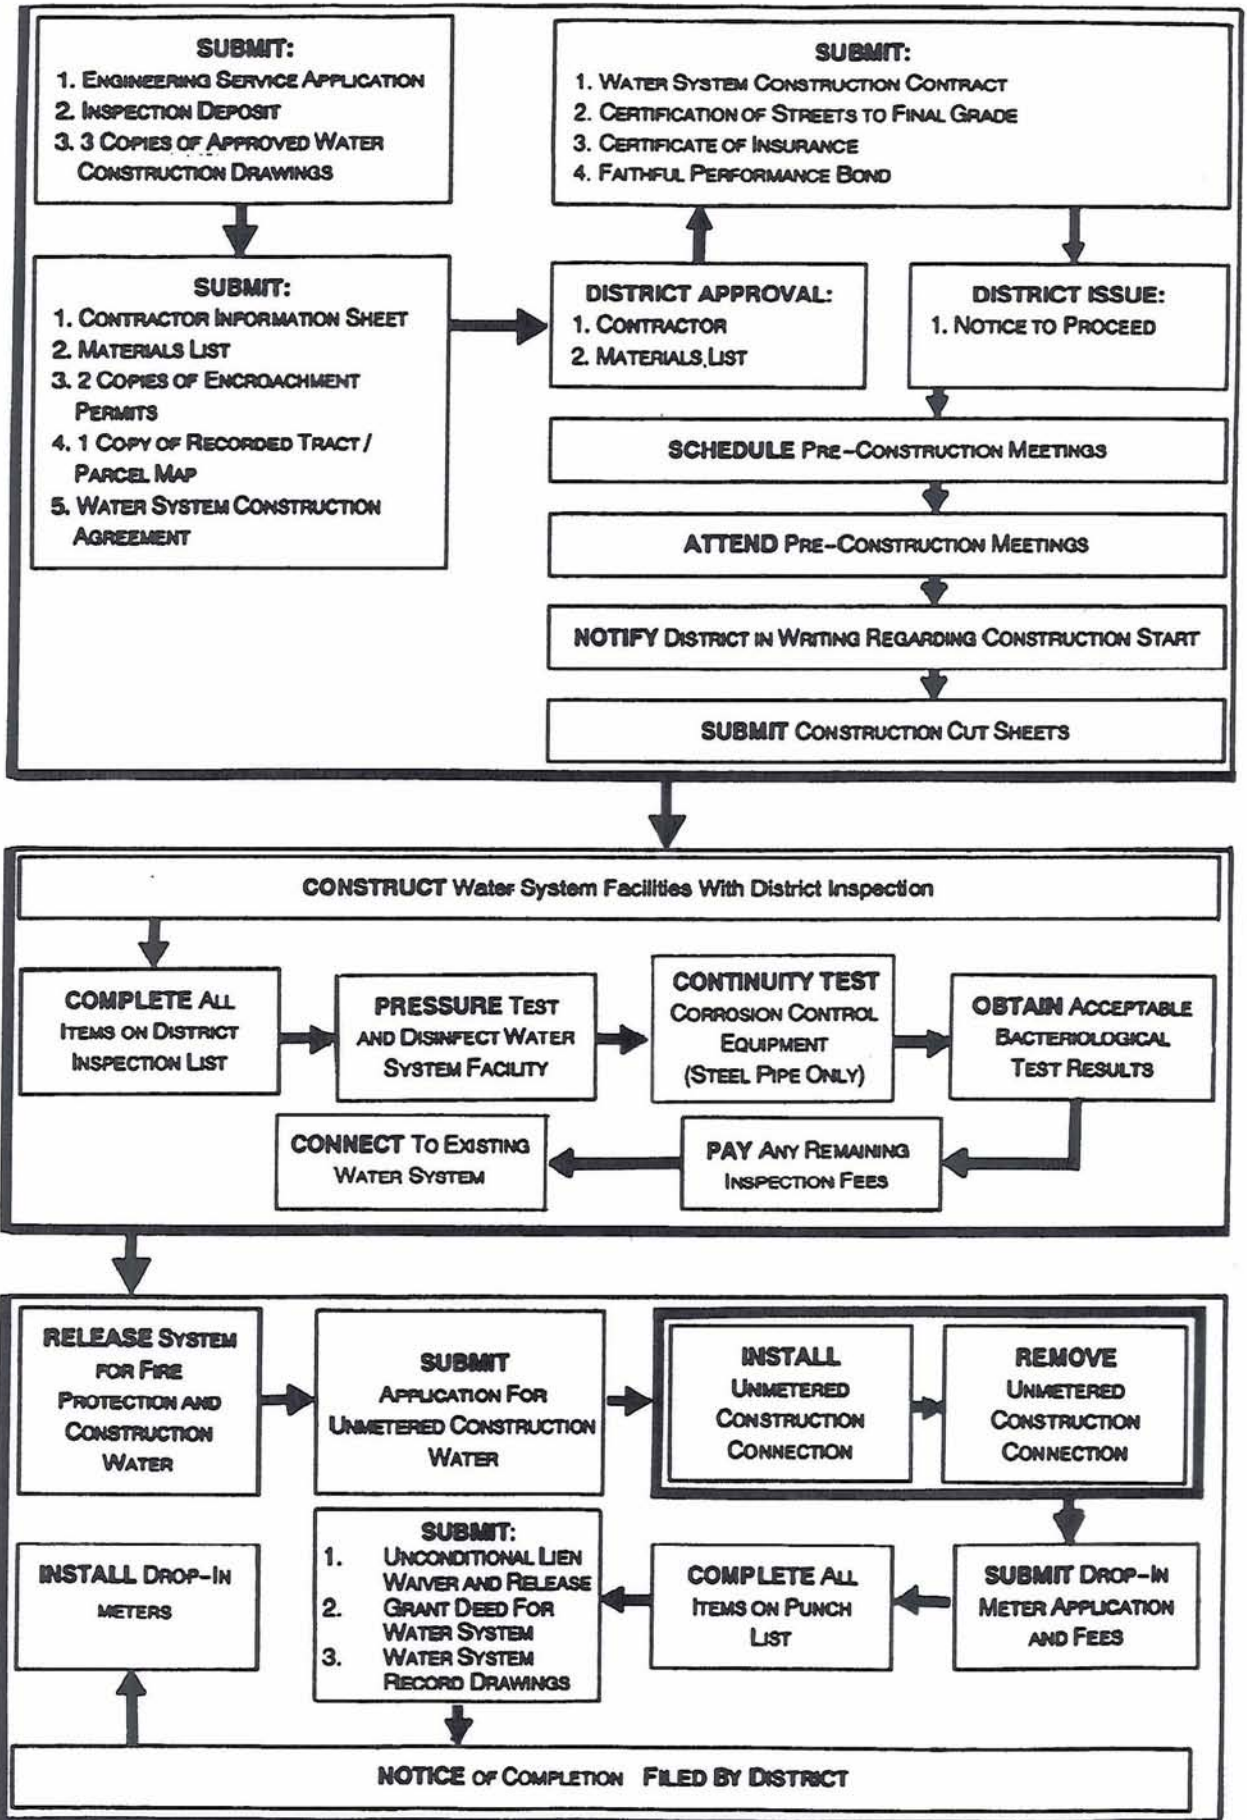 SUBMIT:
1. ENGINEERING SERVICE APPLICATION
2. INSPECTION DEPOSIT
3. 3 COPIES OF APPROVED WATER
CONSTRUCTION DRAWINGS
SUBMIT:
1. WATER SYSTEM CONSTRUCTION CONTRACT
2. CERTIFICATION OF STREETS TO FINAL GRADE
3. CERTIFICATE OF INSURANCE
4. FAITHFUL PERFORMANCE BOND
SUBMIT:
1. CONTRACTOR INFORMATION SHEET
2. MATERIALS LIST
3. 2 COPIES OF ENCROACHMENT
PERMITS
4. 1 COPY OF RECORDED TRACT /
PARCEL MAP
5. WATER SYSTEM CONSTRUCTION
AGREEMENT
DISTRICT APPROVAL:
1. CONTRACTOR
2. MATERIALS LIST
DISTRICT ISSUE:
1. NOTICE TO PROCEED
SCHEDULE PRE-CONSTRUCTION MEETINGS
ATTEND PRE-CONSTRUCTION MEETINGS
NOTIFY DISTRICT IN WRITING REGARDING CONSTRUCTION START
SUBMIT CONSTRUCTION CUT SHEETS
CONSTRUCT Water System Facilities With District Inspection
COMPLETE ALL
ITEMS ON DISTRICT
INSPECTION LIST
PRESSURE TEST
AND DISINFECT WATER
SYSTEM FACILITY
CONTINUITY TEST
CORROSION CONTROL
EQUIPMENT
(STEEL PIPE ONLY)
OBTAIN ACCEPTABLE
BACTERIOLOGICAL
TEST RESULTS
CONNECT TO EXISTING
WATER SYSTEM
PAY ANY REMAINING
INSPECTION FEES
RELEASE SYSTEM
FOR FIRE
PROTECTION AND
CONSTRUCTION
WATER
SUBMIT
APPLICATION FOR
UNMETERED CONSTRUCTION
WATER
INSTALL
UNMETERED
CONSTRUCTION
CONNECTION
REMOVE
UNMETERED
CONSTRUCTION
CONNECTION
INSTALL DROP-IN
METERS
SUBMIT:
1. UNCONDITIONAL LIEN
WAIVER AND RELEASE
2. GRANT DEED FOR
WATER SYSTEM
3. WATER SYSTEM
RECORD DRAWINGS
COMPLETE ALL
ITEMS ON PUNCH
LIST
SUBMIT DROP-IN
METER APPLICATION
AND FEES
NOTICE OF COMPLETION FILED BY DISTRICT